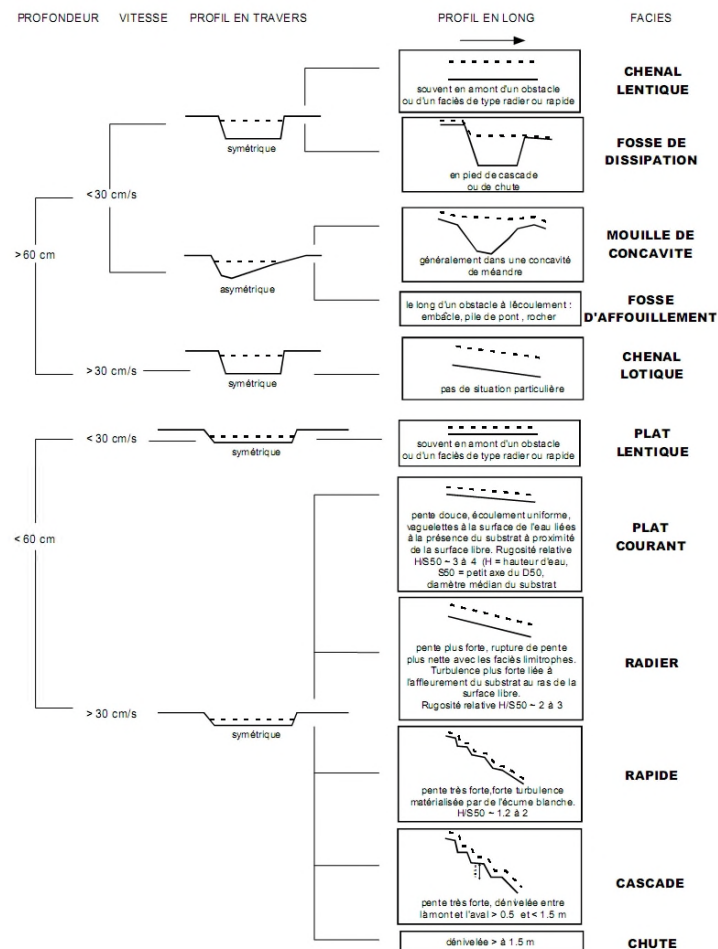 PROFONDEUR VITESSE PROFIL EN TRAVERS PROFIL EN LONG FACIES
souvent en amont d'un obstacle
ou d'un faciès de type radier ou rapide
CHENAL
LENTIQUE
symétrique
en pied de cascade
ou de chute
FOSSE DE
DISSIPATION
<30 cm/s
>60 cm
asymétrique
généralement dans une concavité
de méandre
MOUILLE DE
CONCAVITE
le long d'un obstacle à lêcoulement :
embâcle, pile de pont , rocher
FOSSE
D'AFFOUILLEMENT
>30 cm/s
symétrique
pas de situation particulière
CHENAL
LOTIQUE
<30 cm/s
symétrique
souvent en amont d'un obstacle
ou d'un faciès de type radier ou rapide
PLAT
LENTIQUE
<60 cm
pente douce, écoulement uniforme,
vaguelettes à la surface de l'eau liées
à la présence du substrat à proximité
de la surface libre. Rugosité relative
H/S50 ~ 3 à 4 (H = hauteur d'eau,
S50 = petit axe du D50,
diamètre médian du substrat
PLAT
COURANT
pente plus forte, rupture de pente
plus nette avec les faciès limitrophes.
Turbulence plus forte liée à
l'affleurement du substrat au ras de la
surface libre.
Rugosité relative H/S50 ~ 2 à 3
RADIER
>30 cm/s
symétrique
pente très forte,forte turbulence
matérialisée par de l'écume blanche.
H/S50 ~ 1.2 à 2
RAPIDE
pente très forte, dénivelée entre
làmont et l'aval > 0.5 et < 1.5 m
CASCADE
dénivelée > à 1.5 m
CHUTE